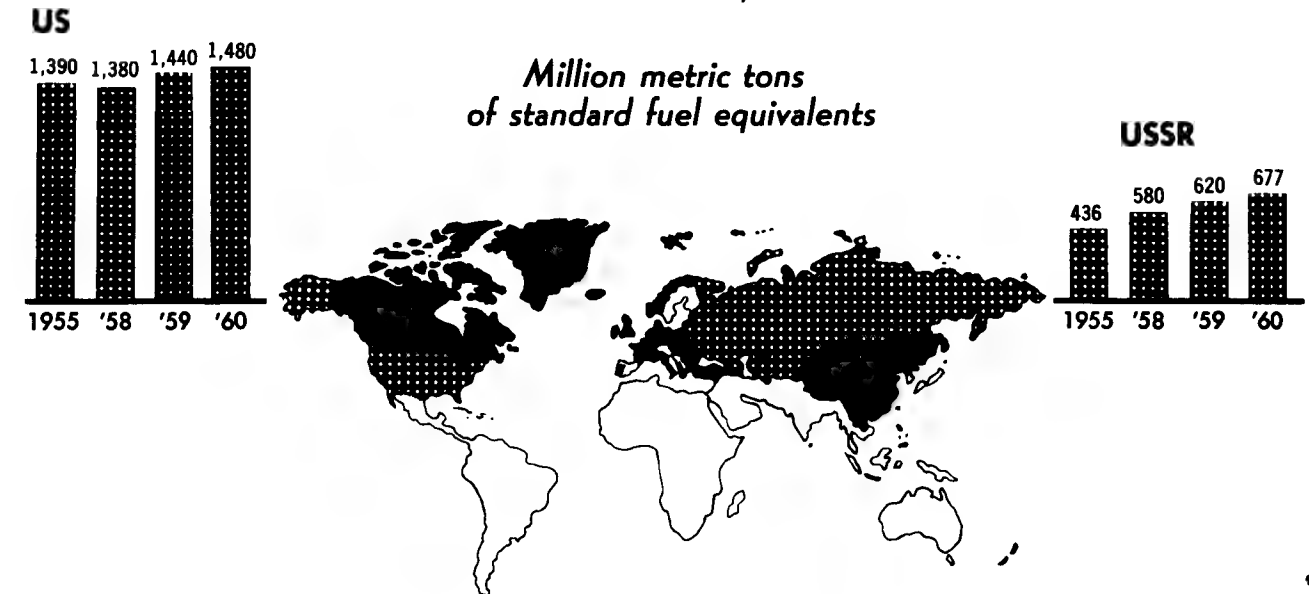 US
1,390 1,380 1,440 1,480
1955 '58 '59 '60
Million metric tons
of standard fuel equivalents
USSR
436 580 620 677
1955 '58 '59 '60